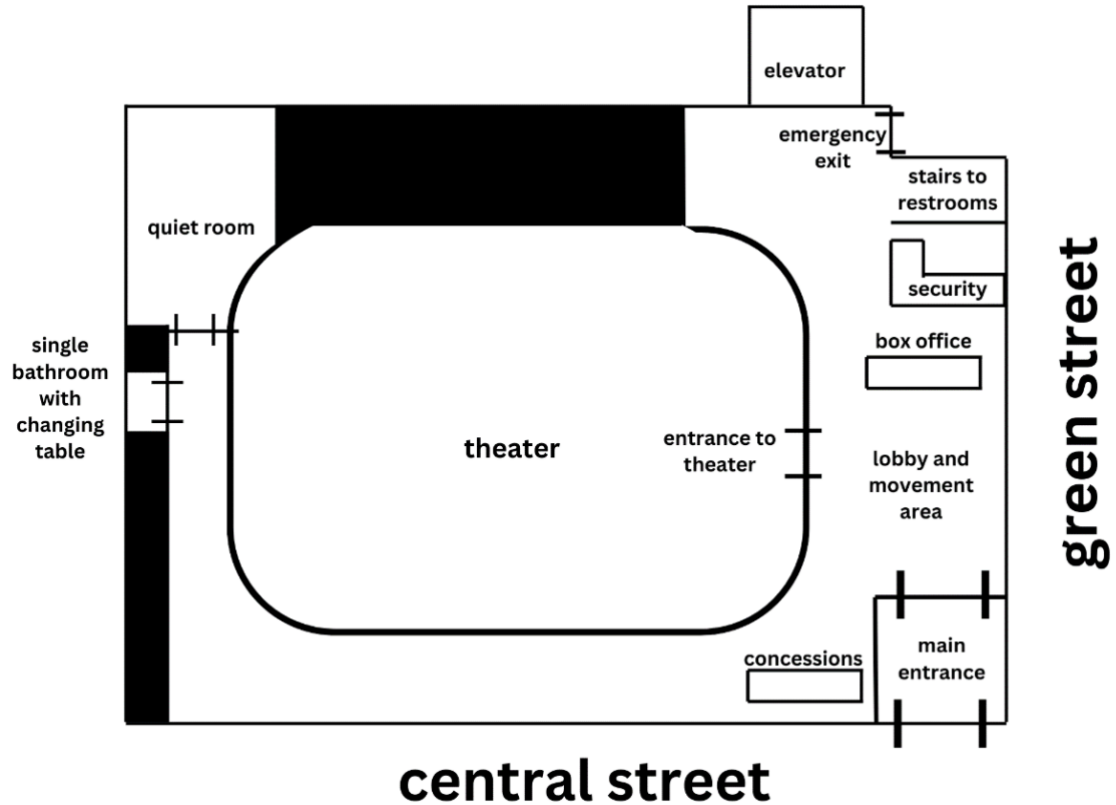 elevator
emergency
exit
stairs to
restrooms
quiet room
security
single
bathroom
with
changing
table
box office
theater
entrance to
theater
lobby and
movement
area
green street
main
entrance
concessions
central street